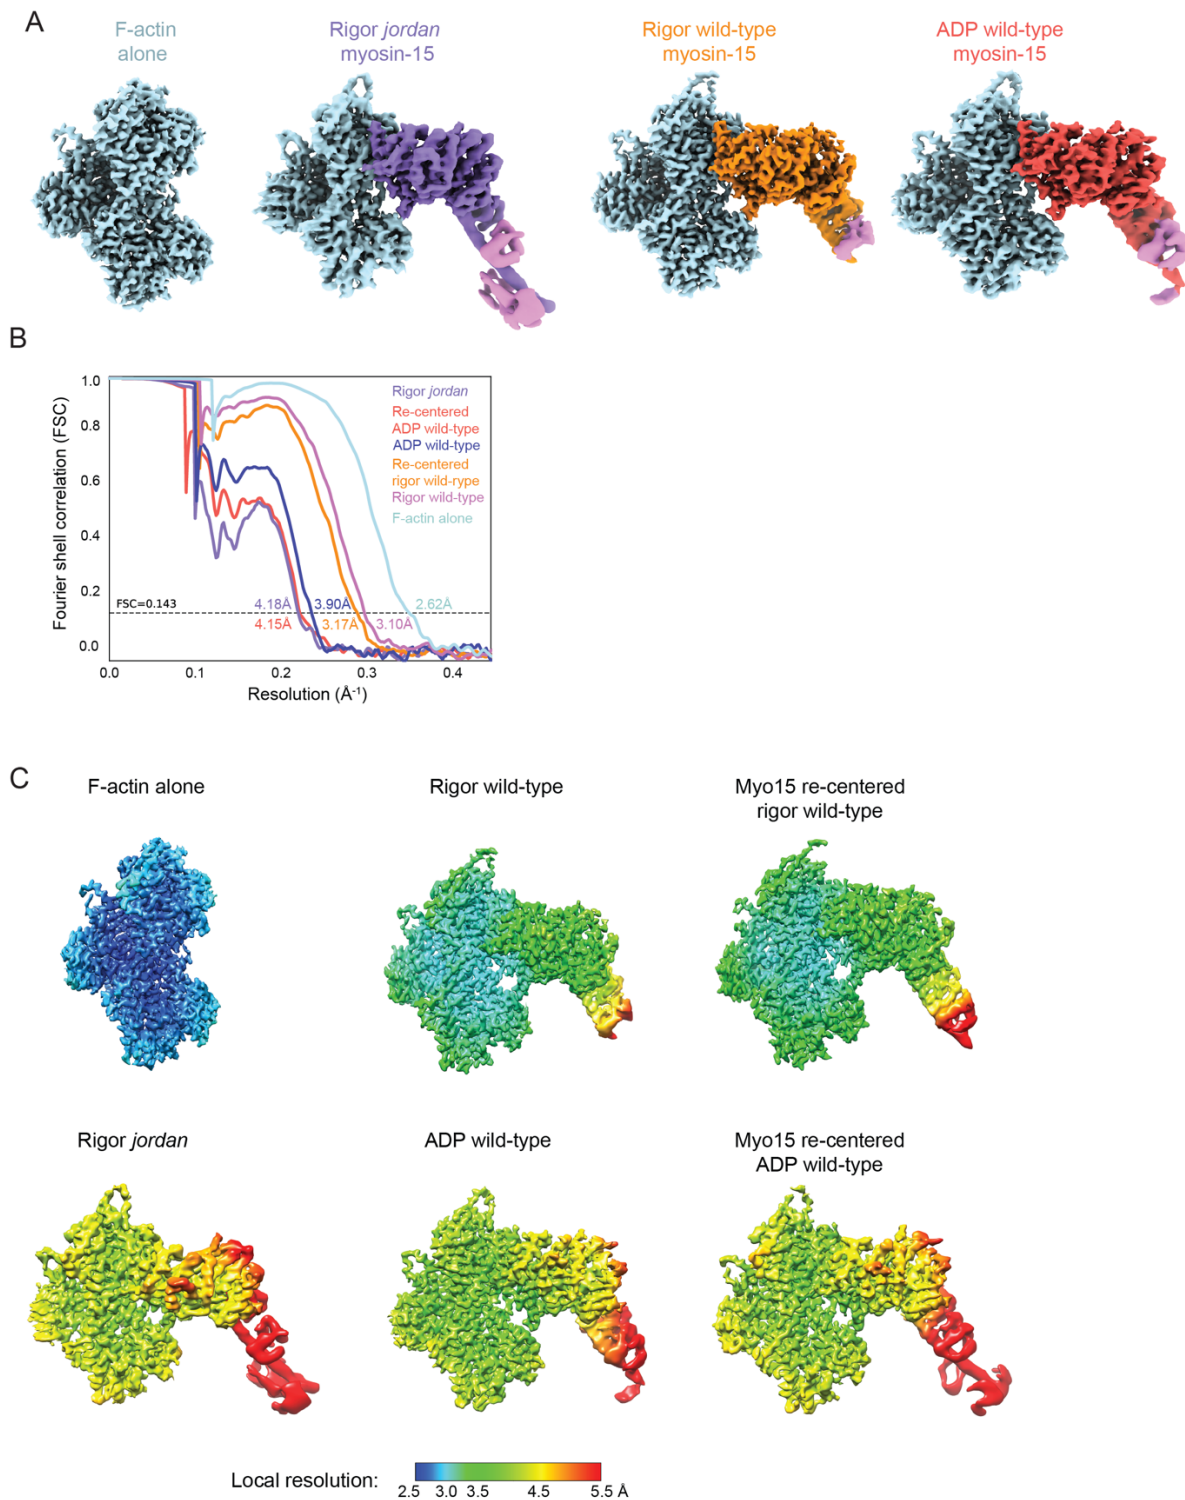 A
F-actin
alone
Rigor jordan
myosin-15
Rigor wild-type
myosin-15
ADP wild-type
myosin-15
B
Fourier shell correlation (FSC)
1.0
0.8
0.6
0.4
0.2
0.0
Rigor jordan
Re-centered
ADP wild-type
ADP wild-type
Re-centered
rigor wild-rype
Rigor wild-type
F-actin alone
FSC=0.143
4.18Å
3.90Å
2.62Å
4.15Å
3.17Å
3.10Å
0.0
0.1
0.2
0.3
0.4
Resolution (Å-1)
C
F-actin alone
Rigor wild-type
Myo15 re-centered
rigor wild-type
Rigor jordan
ADP wild-type
Myo15 re-centered
ADP wild-type
Local resolution:
2.5 3.0 3.5 4.5 5.5 Å